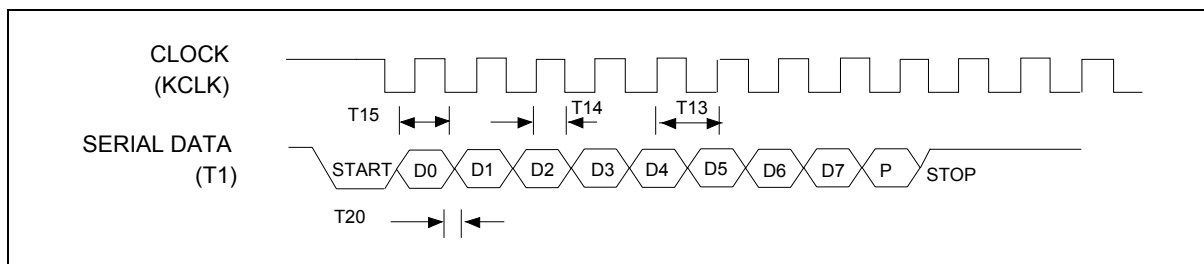 CLOCK
(KCLK)
T15
T14
T13
SERIAL DATA
(T1)
START
D0
D1
D2
D3
D4
D5
D6
D7
P
STOP
T20